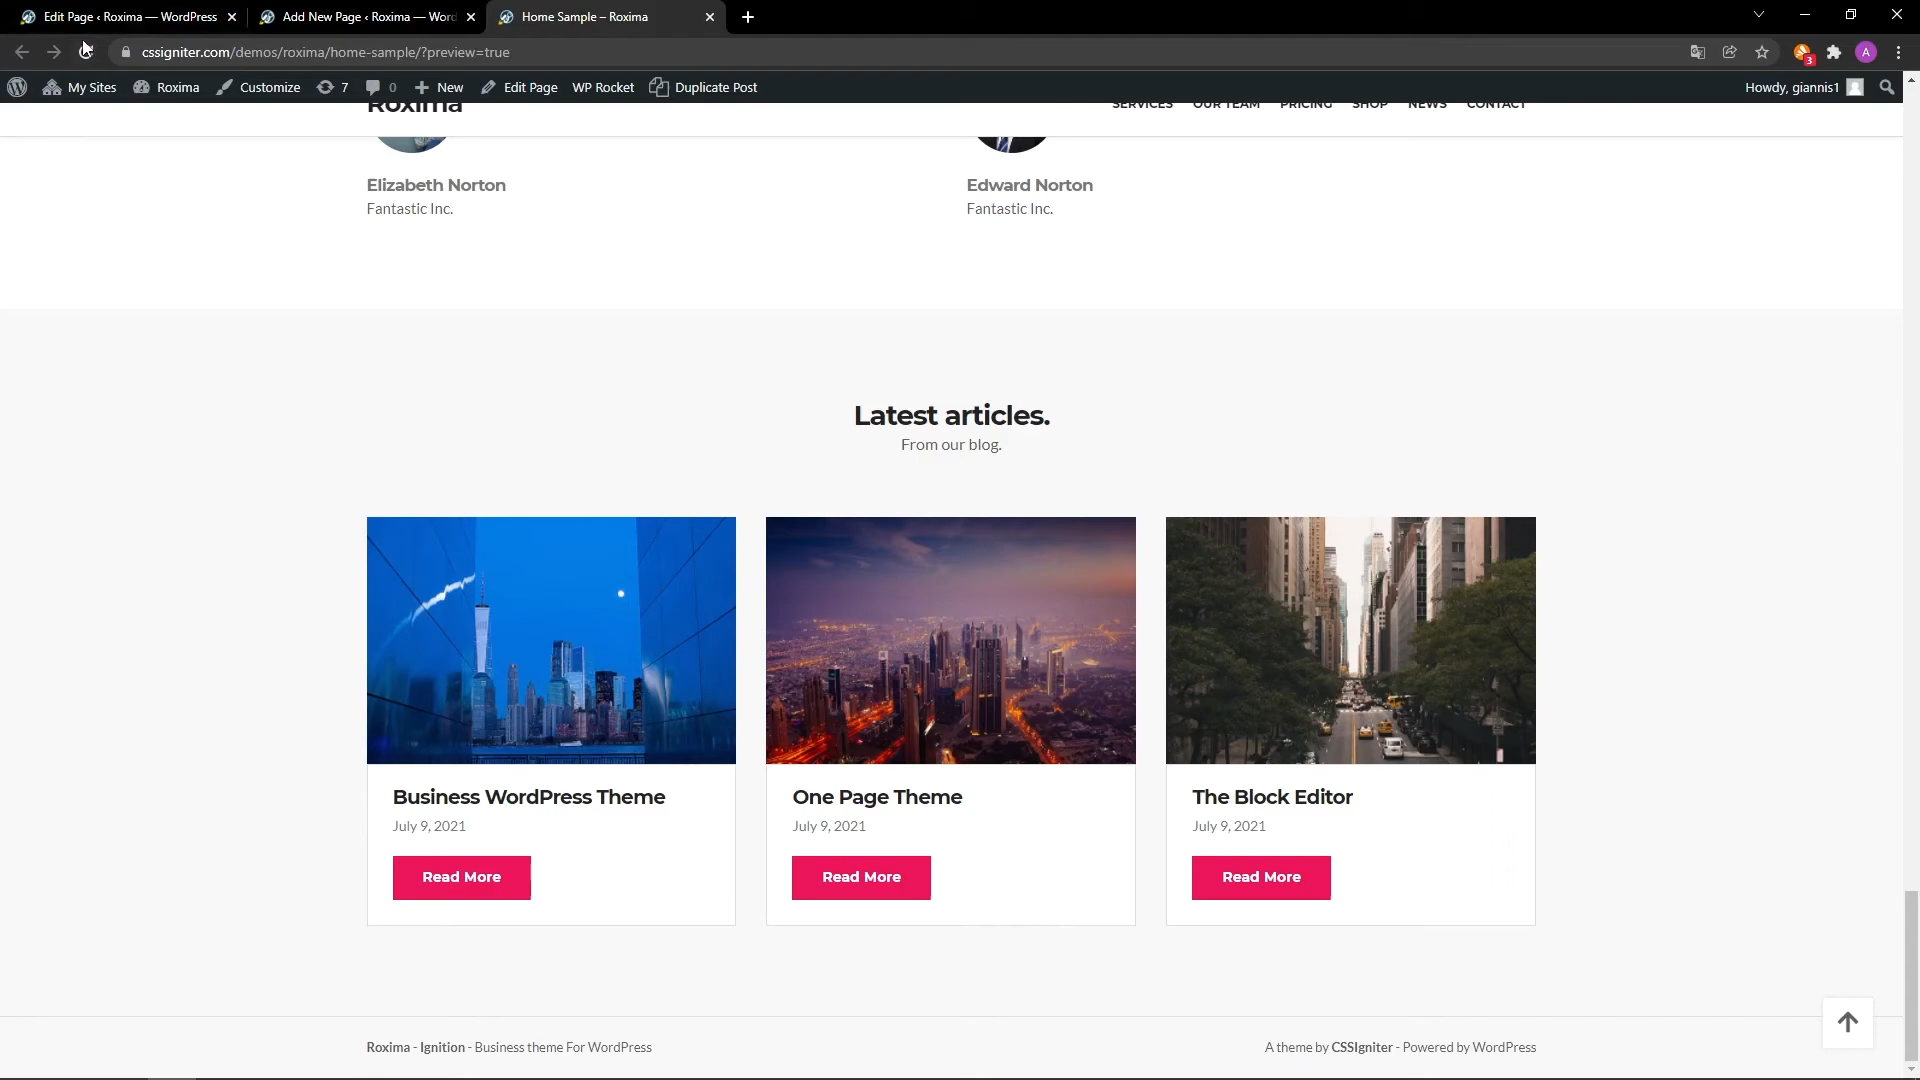 Edit Page ‹ Roxima — WordPress
Add New Page ‹ Roxima — Word
Home Sample – Roxima
cssigniter.com/demos/roxima/home-sample/?preview=true
3
A
My Sites
Roxima
Customize
7
0
New
Edit Page
WP Rocket
Duplicate Post
Howdy, giannis1
Roxima
SERVICES
OUR TEAM
PRICING
SHOP
NEWS
CONTACT
Elizabeth Norton
Fantastic Inc.
Edward Norton
Fantastic Inc.
Latest articles.
From our blog.
Business WordPress Theme
July 9, 2021
Read More
One Page Theme
July 9, 2021
Read More
The Block Editor
July 9, 2021
Read More
Roxima - Ignition - Business theme For WordPress
A theme by CSSIgniter - Powered by WordPress